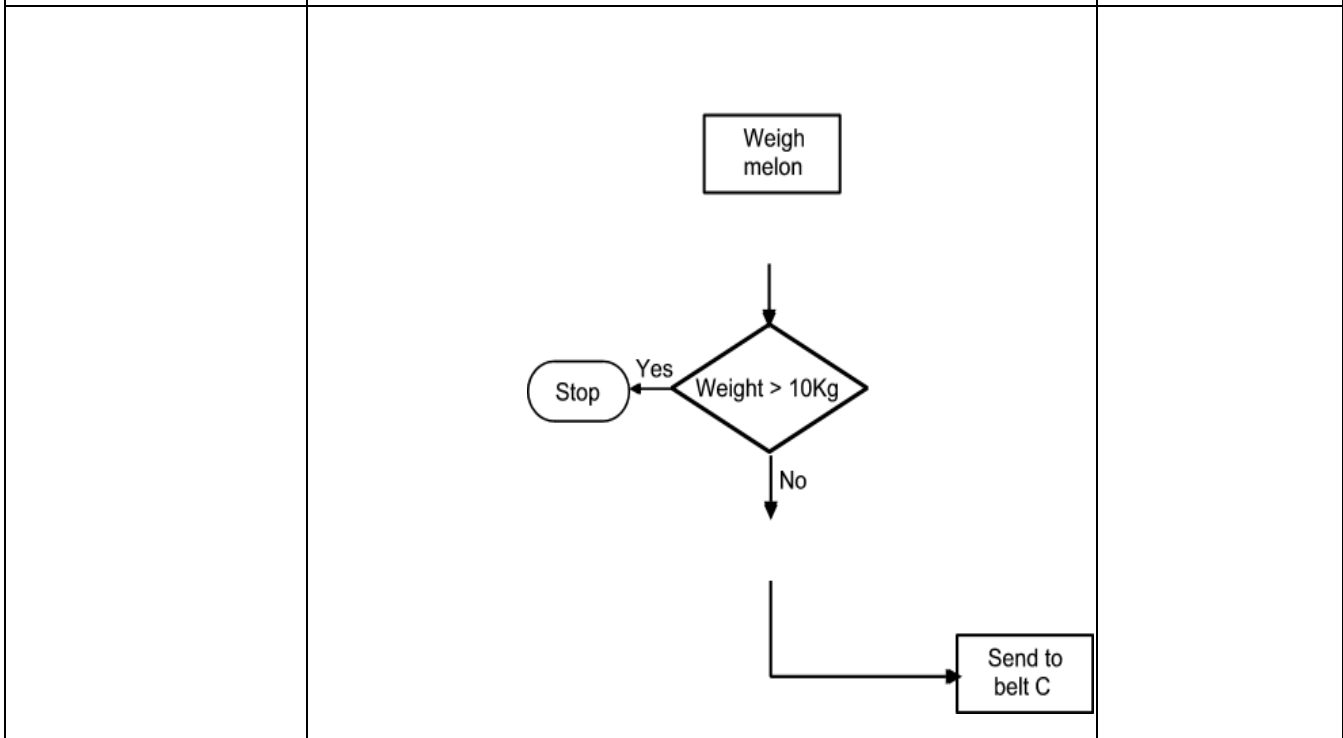 Weigh
melon
Yes
Stop
Weight > 10Kg
No
Send to
belt C